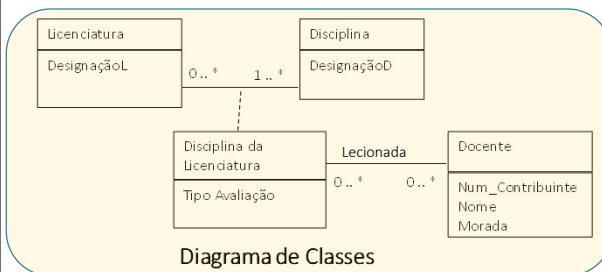 Licenciatura
Disciplina
DesignaçãoL
DesignaçãoD
0..*
1..*
Disciplina da
Licenciatura
Lecionada
Docente
Tipo Avaliação
0..*
0..*
Num_Contribuinte
Nome
Morada
Diagrama de Classes